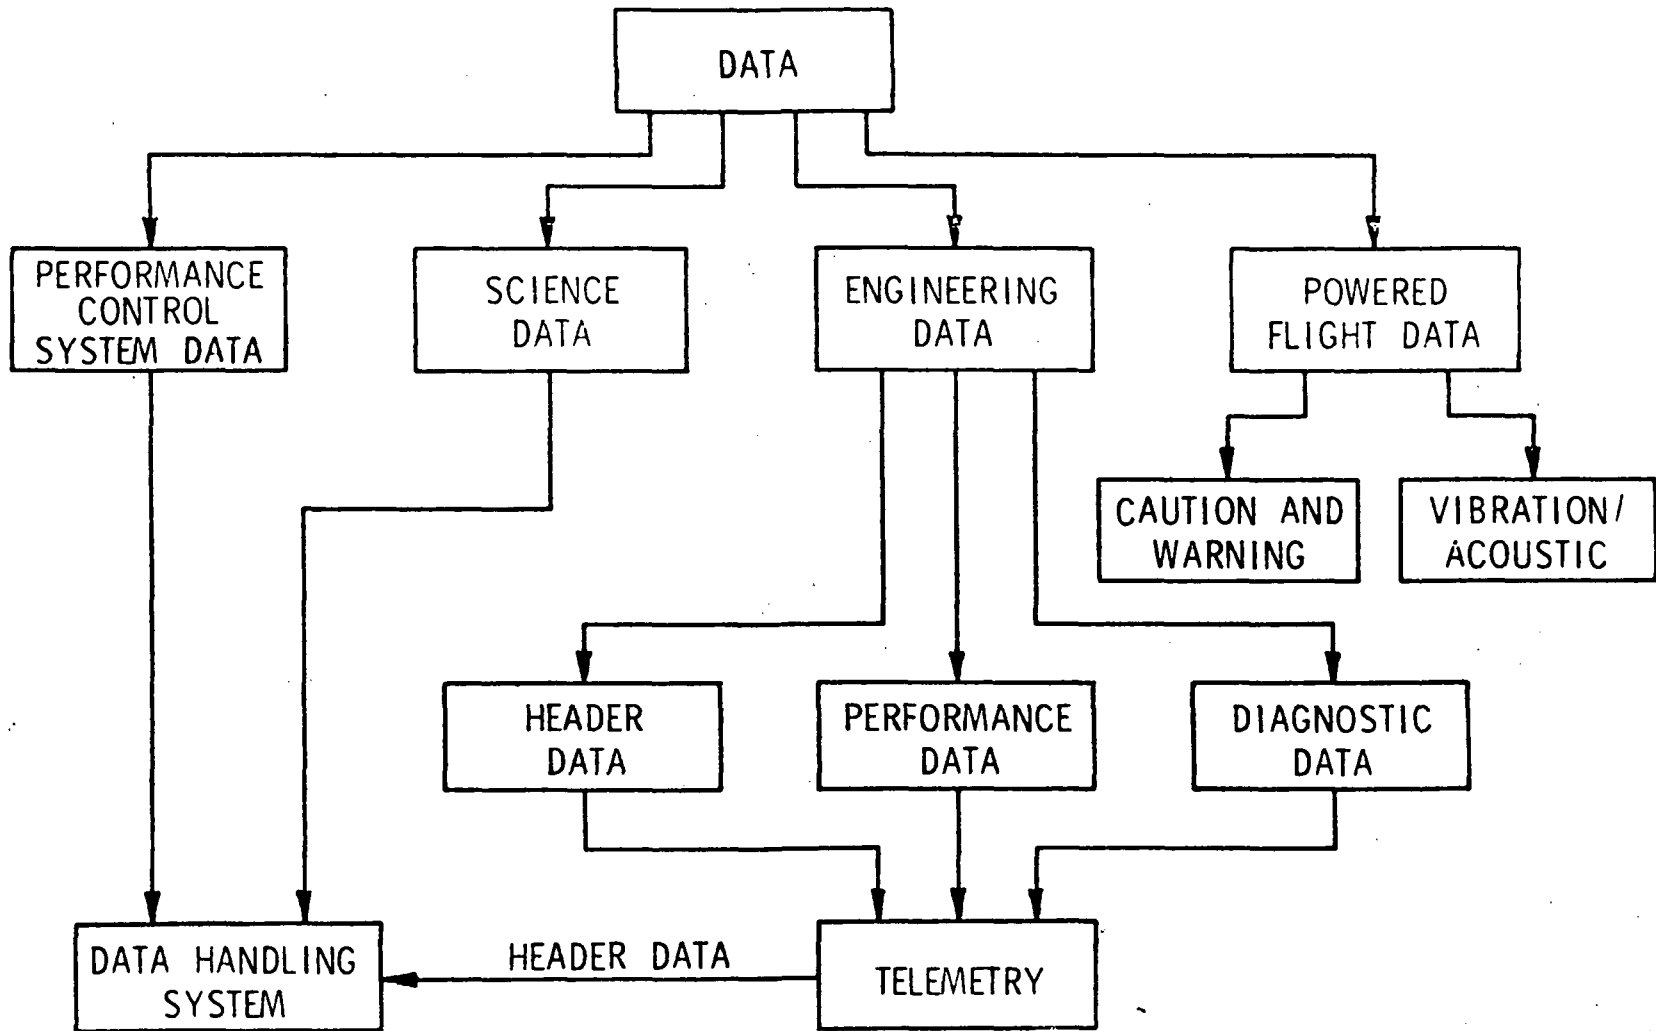 DATA
PERFORMANCE
CONTROL
SYSTEM DATA
SCIENCE
DATA
ENGINEERING
DATA
POWERED
FLIGHT DATA
CAUTION AND
WARNING
VIBRATION/
ACOUSTIC
HEADER
DATA
PERFORMANCE
DATA
DIAGNOSTIC
DATA
DATA HANDLING
SYSTEM
HEADER DATA
TELEMETRY